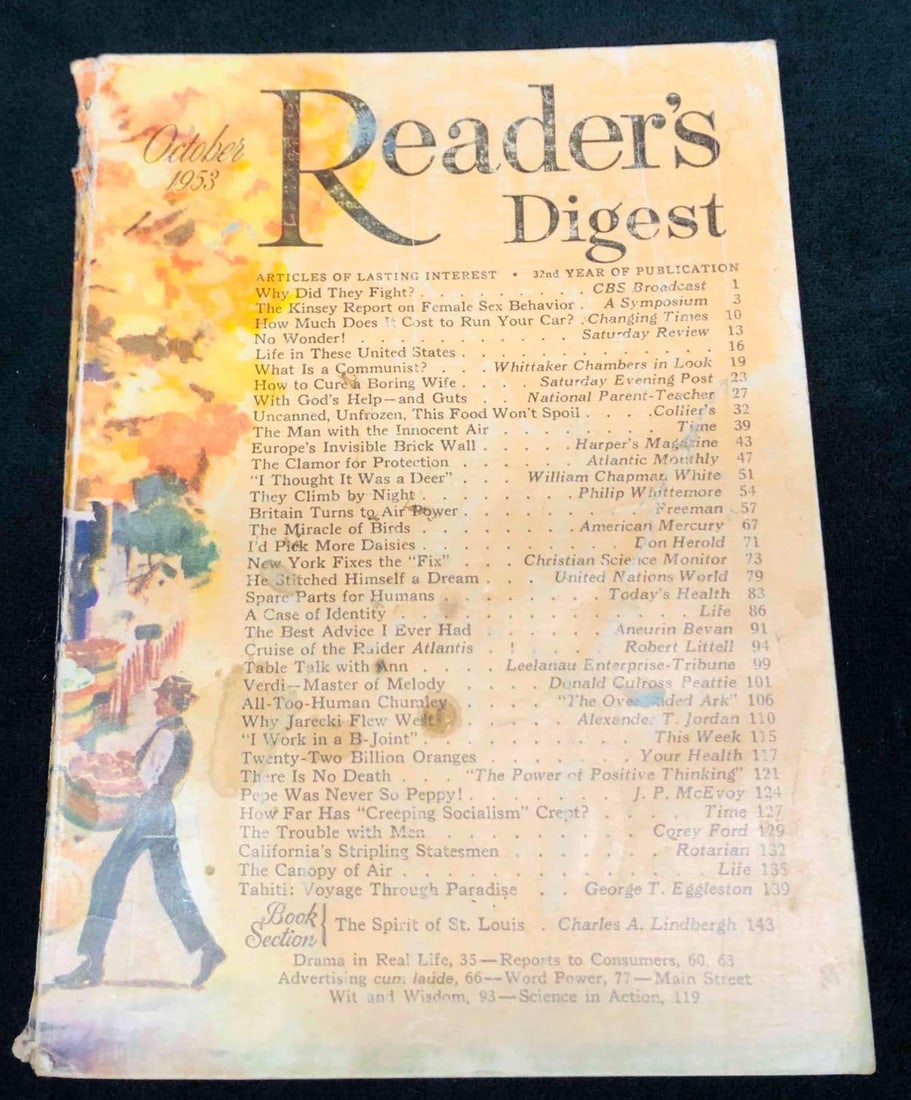 October
1953
Reader's
Digest
ARTICLES OF LASTING INTEREST • 32nd YEAR OF PUBLICATION
Why Did They Fight? . . . . . . . . . CBS Broadcast 1
The Kinsey Report on Female Sex Behavior . A Symposium 3
How Much Does It Cost to Run Your Car? . Changing Times 10
No Wonder! . . . . . . . . . . . Saturday Review 13
Life in These United States . . . . . . . . . . . . 16
What Is a Communist? . . . Whittaker Chambers in Look 19
How to Cure a Boring Wife . . . . Saturday Evening Post 23
With God's Help—and Guts . . National Parent-Teacher 27
Uncanned, Unfrozen, This Food Won't Spoil . . . . Collier's 32
The Man with the Innocent Air . . . . . . . . . Time 39
Europe's Invisible Brick Wall . . . . . Harper's Magazine 43
The Clamor for Protection . . . . . . Atlantic Monthly 47
"I Thought It Was a Deer" . . . William Chapman White 51
They Climb by Night . . . . . . . . Philip Whittemore 54
Britain Turns to Air Power . . . . . . . . . Freeman 57
The Miracle of Birds . . . . . . . . American Mercury 67
I'd Pick More Daisies . . . . . . . . . . Don Herold 71
New York Fixes the "Fix" . . . Christian Science Monitor 73
He Stitched Himself a Dream . . . United Nations World 79
Spare Parts for Humans . . . . . . . . Today's Health 83
A Case of Identity . . . . . . . . . . . . . Life 86
The Best Advice I Ever Had . . . . . . Aneurin Bevan 91
Cruise of the Raider Atlantis . . . . . . Robert Littell 94
Table Talk with Ann . . . . Leelanau Enterprise-Tribune 99
Verdi—Master of Melody . . . . Donald Culross Peattie 101
All-Too-Human Chumley . . . . . "The Overloaded Ark" 106
Why Jarecki Flew West . . . . . . Alexander T. Jordan 110
"I Work in a B-Joint" . . . . . . . . . . This Week 115
Twenty-Two Billion Oranges . . . . . . . Your Health 117
There Is No Death . . . "The Power of Positive Thinking" 121
Pepe Was Never So Peppy! . . . . . . . J. P. McEvoy 124
How Far Has "Creeping Socialism" Crept? . . . . . Time 127
The Trouble with Men . . . . . . . . . Corey Ford 129
California's Stripling Statesmen . . . . . . . Rotarian 132
The Canopy of Air . . . . . . . . . . . . . Life 135
Tahiti: Voyage Through Paradise . . George T. Eggleston 139
Book Section } The Spirit of St. Louis . Charles A. Lindbergh 143
Drama in Real Life, 35—Reports to Consumers, 60, 63
Advertising cum laude, 66—Word Power, 77—Main Street
Wit and Wisdom, 93—Science in Action, 119